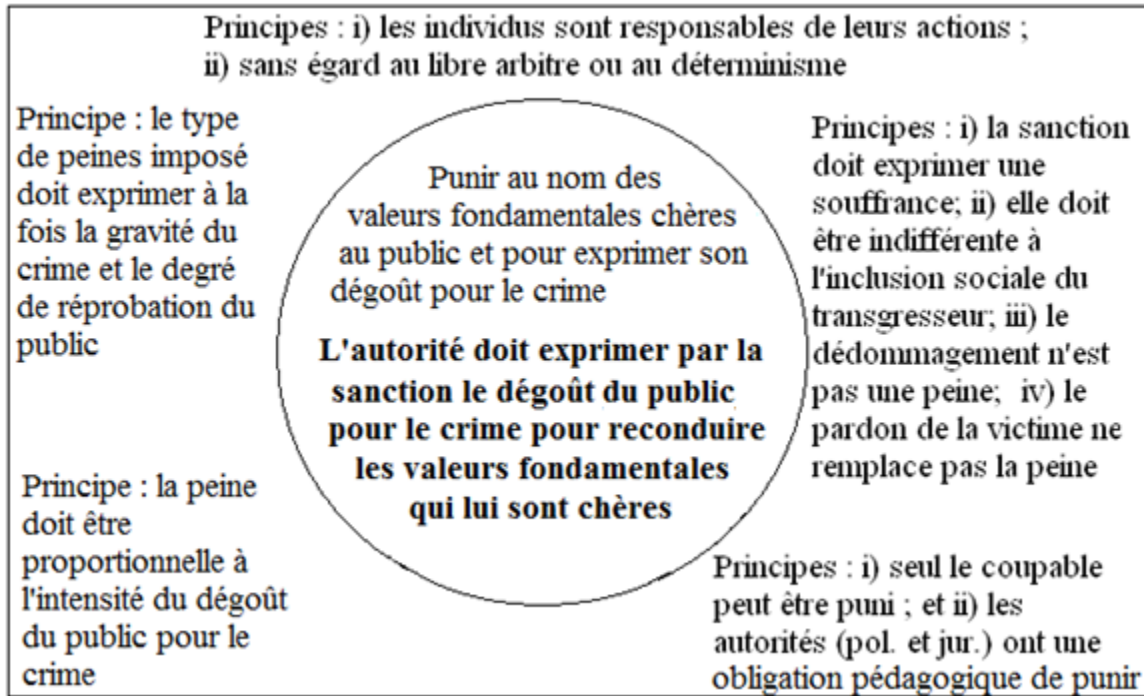 Principes : i) les individus sont responsables de leurs actions ;
ii) sans égard au libre arbitre ou au déterminisme
Principe : le type
de peines imposé
doit exprimer à la
fois la gravité du
crime et le degré
de réprobation du
public
Punir au nom des
valeurs fondamentales chères
au public et pour exprimer son
dégoût pour le crime
L'autorité doit exprimer par la
sanction le dégoût du public
pour le crime pour reconduire
les valeurs fondamentales
qui lui sont chères
Principes : i) la sanction
doit exprimer une
souffrance; ii) elle doit
être indifférente à
l'inclusion sociale du
transgresseur; iii) le
dédommagement n'est
pas une peine; iv) le
pardon de la victime ne
remplace pas la peine
Principe : la peine
doit être
proportionnelle à
l'intensité du dégoût
du public pour le
crime
Principes : i) seul le coupable
peut être puni ; et ii) les
autorités (pol. et jur.) ont une
obligation pédagogique de punir